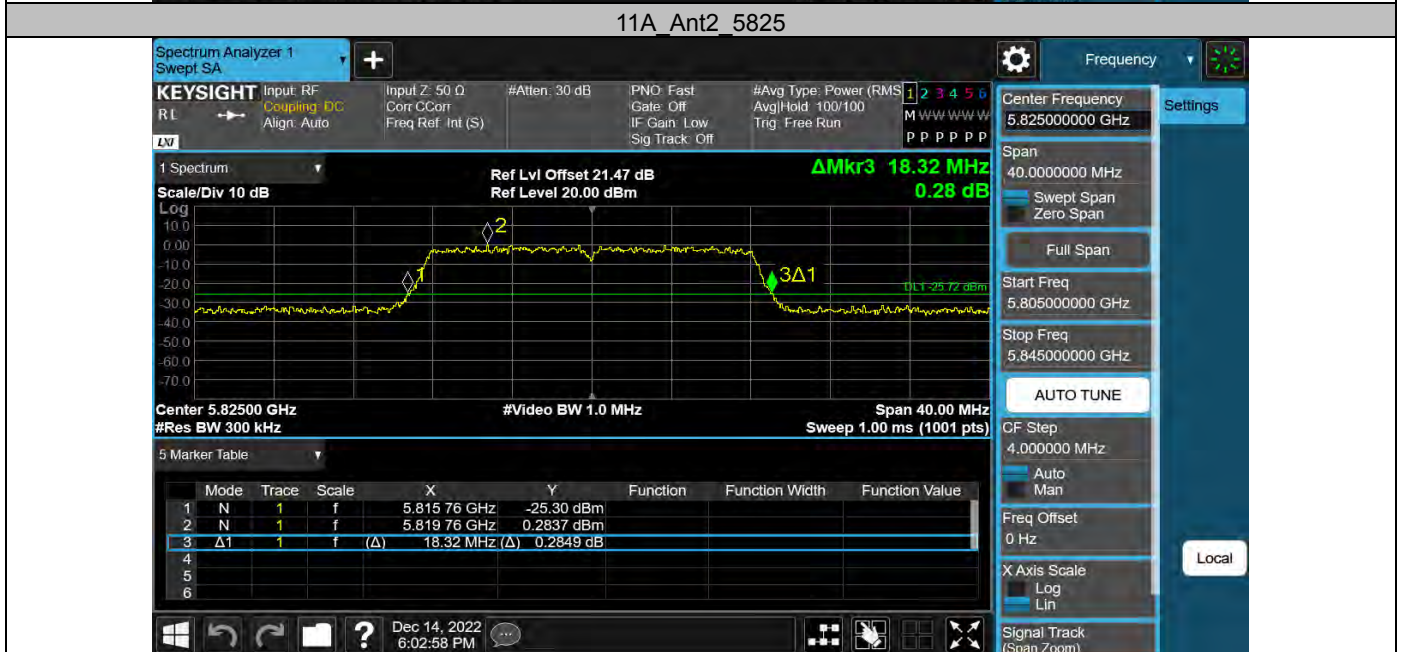 11A_Ant2_5825
Spectrum Analyzer 1
Swept SA
Frequency
KEYSIGHT
RL
LXI
Input: RF
Coupling: DC
Align: Auto
Input Z: 50 Ω
Corr CCorr
Freq Ref: Int (S)
#Atten: 30 dB
PNO: Fast
Gate: Off
IF Gain: Low
Sig Track: Off
#Avg Type: Power (RMS
Avg|Hold: 100/100
Trig: Free Run
1 2 3 4 5 6
M W W W W W
P P P P P P
Center Frequency
5.825000000 GHz
Settings
Span
40.0000000 MHz
Swept Span
Zero Span
Full Span
Start Freq
5.805000000 GHz
Stop Freq
5.845000000 GHz
AUTO TUNE
CF Step
4.000000 MHz
Auto
Man
Freq Offset
0 Hz
X Axis Scale
Log
Lin
Local
Signal Track
(Span Zoom)
1 Spectrum
Ref Lvl Offset 21.47 dB
ΔMkr3 18.32 MHz
Scale/Div 10 dB
Ref Level 20.00 dBm
0.28 dB
Log
10.0
0.00
-10.0
-20.0
-30.0
-40.0
-50.0
-60.0
-70.0
1
2
3Δ1
DL1 -25.72 dBm
Center 5.82500 GHz
#Video BW 1.0 MHz
Span 40.00 MHz
#Res BW 300 kHz
Sweep 1.00 ms (1001 pts)
5 Marker Table
Mode Trace Scale X Y Function Function Width Function Value
1 N 1 f 5.815 76 GHz -25.30 dBm
2 N 1 f 5.819 76 GHz 0.2837 dBm
3 Δ1 1 f (Δ) 18.32 MHz (Δ) 0.2849 dB
4
5
6
Dec 14, 2022
6:02:58 PM